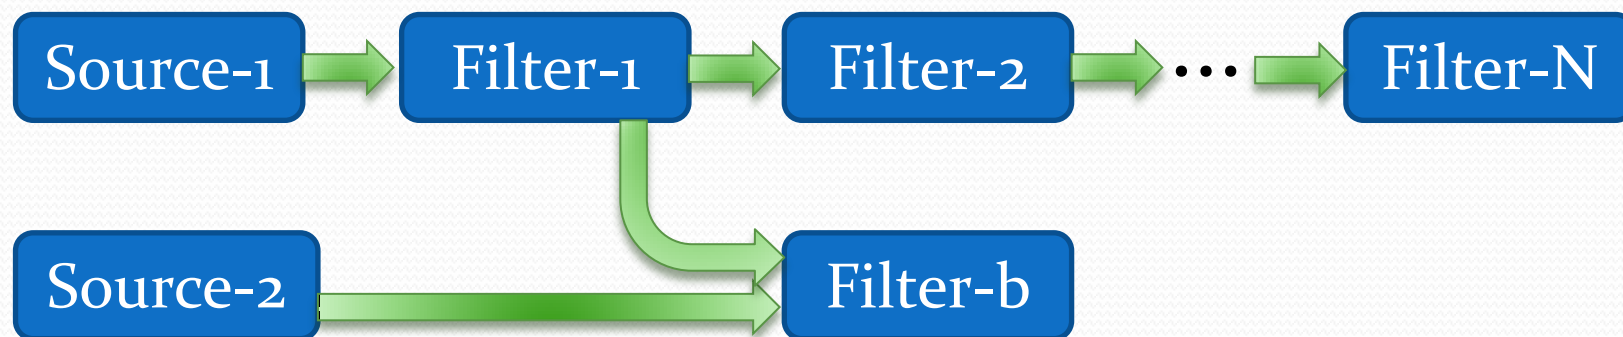 Source-1 Filter-1 Filter-2 ... Filter-N
Source-2 Filter-b